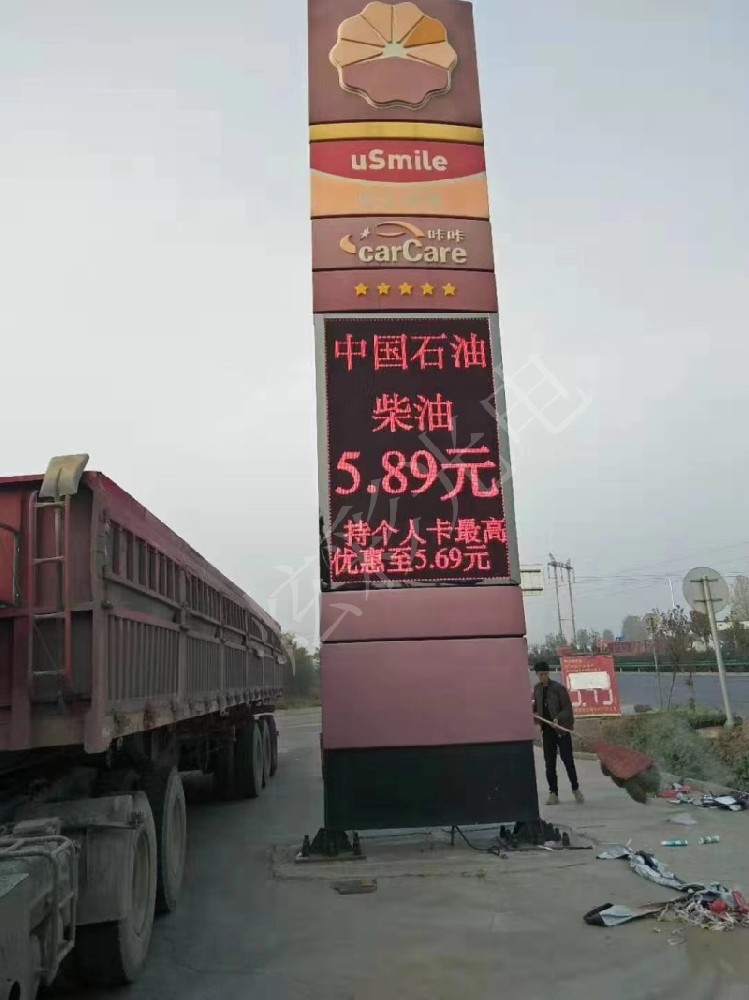 uSmile
咔咔
carCare
中国石油
柴油
5.89元
持个人卡最高
优惠至5.69元